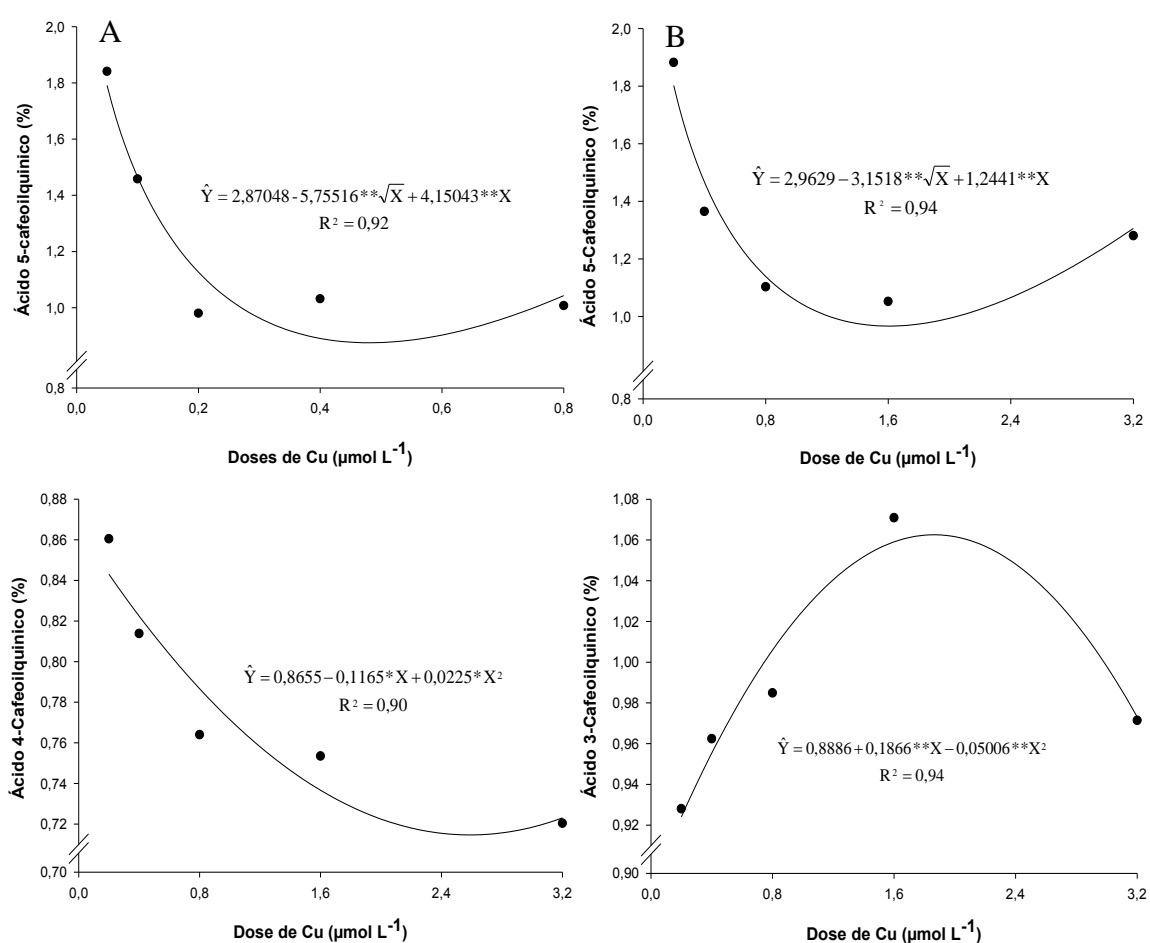 A
Ácido 5-cafeoilquinico (%)
2,0
1,8
1,6
1,4
1,2
1,0
0,8
Ŷ = 2,87048 - 5,75516 **√X + 4,15043**X
R² = 0,92
0,0 0,2 0,4 0,6 0,8
Doses de Cu (µmol L⁻¹)
B
Ácido 5-Cafeoilquinico (%)
2,0
1,8
1,6
1,4
1,2
1,0
0,8
Ŷ = 2,9629 − 3,1518 **√X + 1,2441**X
R² = 0,94
0,0 0,8 1,6 2,4 3,2
Dose de Cu (µmol L⁻¹)
Ácido 4-Cafeoilquinico (%)
0,88
0,86
0,84
0,82
0,80
0,78
0,76
0,74
0,72
0,70
Ŷ = 0,8655 − 0,1165* X + 0,0225* X²
R² = 0,90
0,0 0,8 1,6 2,4 3,2
Dose de Cu (µmol L⁻¹)
Ácido 3-Cafeoilquinico (%)
1,08
1,06
1,04
1,02
1,00
0,98
0,96
0,94
0,92
0,90
Ŷ = 0,8886 + 0,1866 **X − 0,05006 **X²
R² = 0,94
0,0 0,8 1,6 2,4 3,2
Dose de Cu (µmol L⁻¹)